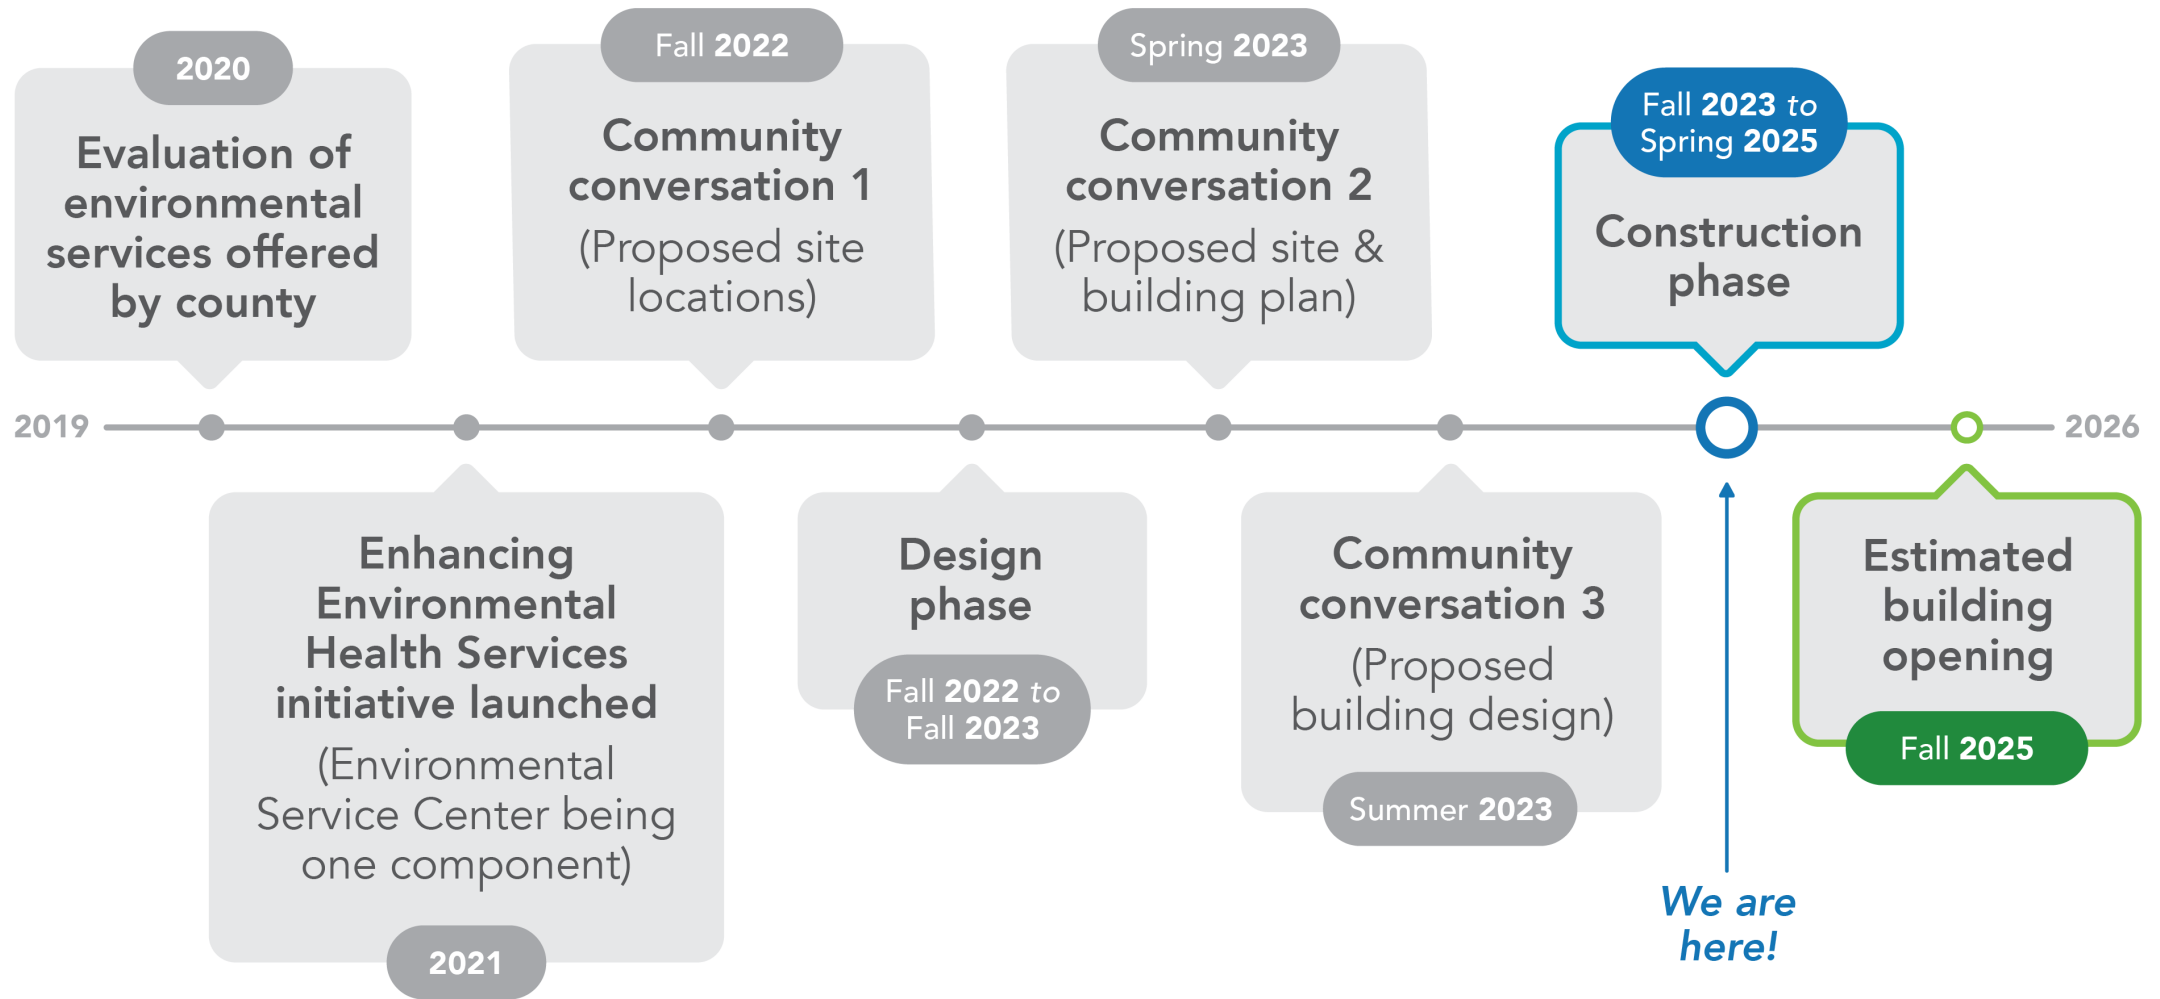 2020
Evaluation of
environmental
services offered
by county
Fall 2022
Community
conversation 1
(Proposed site
locations)
Spring 2023
Community
conversation 2
(Proposed site &
building plan)
Fall 2023 to
Spring 2025
Construction
phase
2019
2026
Enhancing
Environmental
Health Services
initiative launched
(Environmental
Service Center being
one component)
2021
Design
phase
Fall 2022 to
Fall 2023
Community
conversation 3
(Proposed
building design)
Summer 2023
We are
here!
Estimated
building
opening
Fall 2025